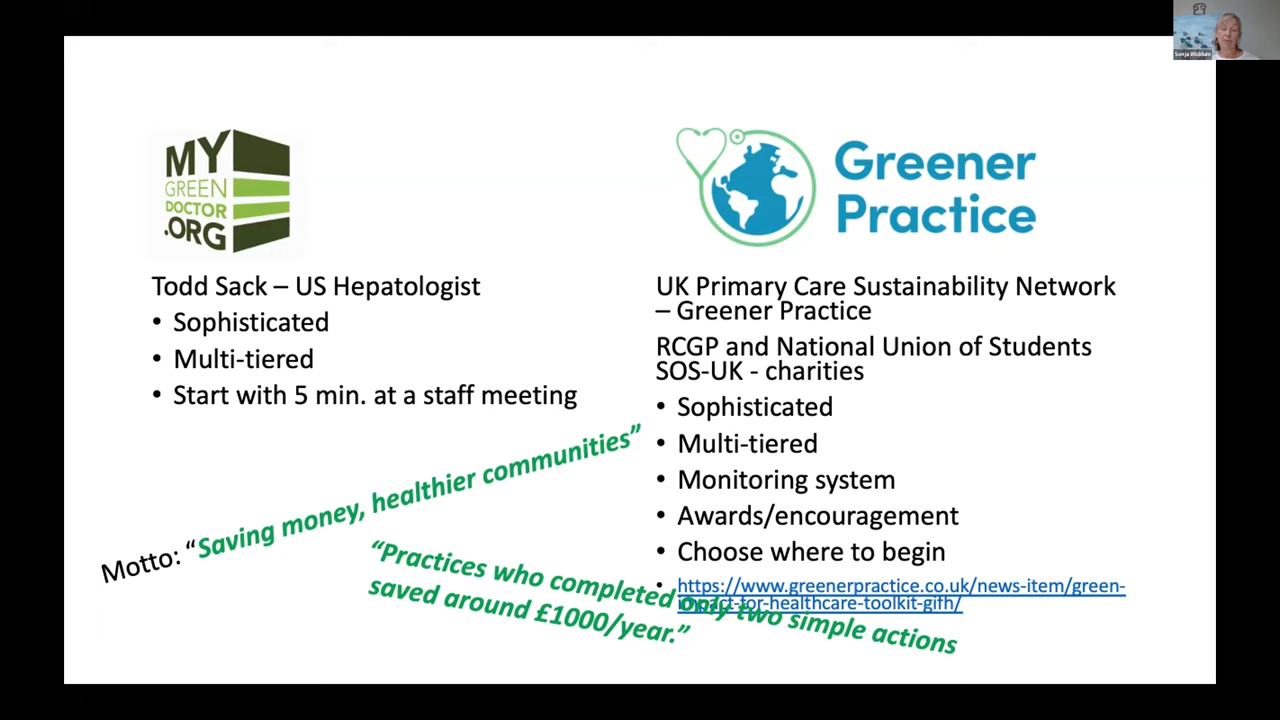 Sonja Wicklum
MY
GREEN
DOCTOR
.ORG
Greener
Practice
Todd Sack – US Hepatologist
• Sophisticated
• Multi-tiered
• Start with 5 min. at a staff meeting
Motto: “Saving money, healthier communities”
UK Primary Care Sustainability Network
– Greener Practice
RCGP and National Union of Students
SOS-UK - charities
• Sophisticated
• Multi-tiered
• Monitoring system
• Awards/encouragement
• Choose where to begin
• https://www.greenerpractice.co.uk/news-item/green-
impact-for-healthcare-toolkit-gifh/
“Practices who completed only two simple actions
saved around £1000/year.”